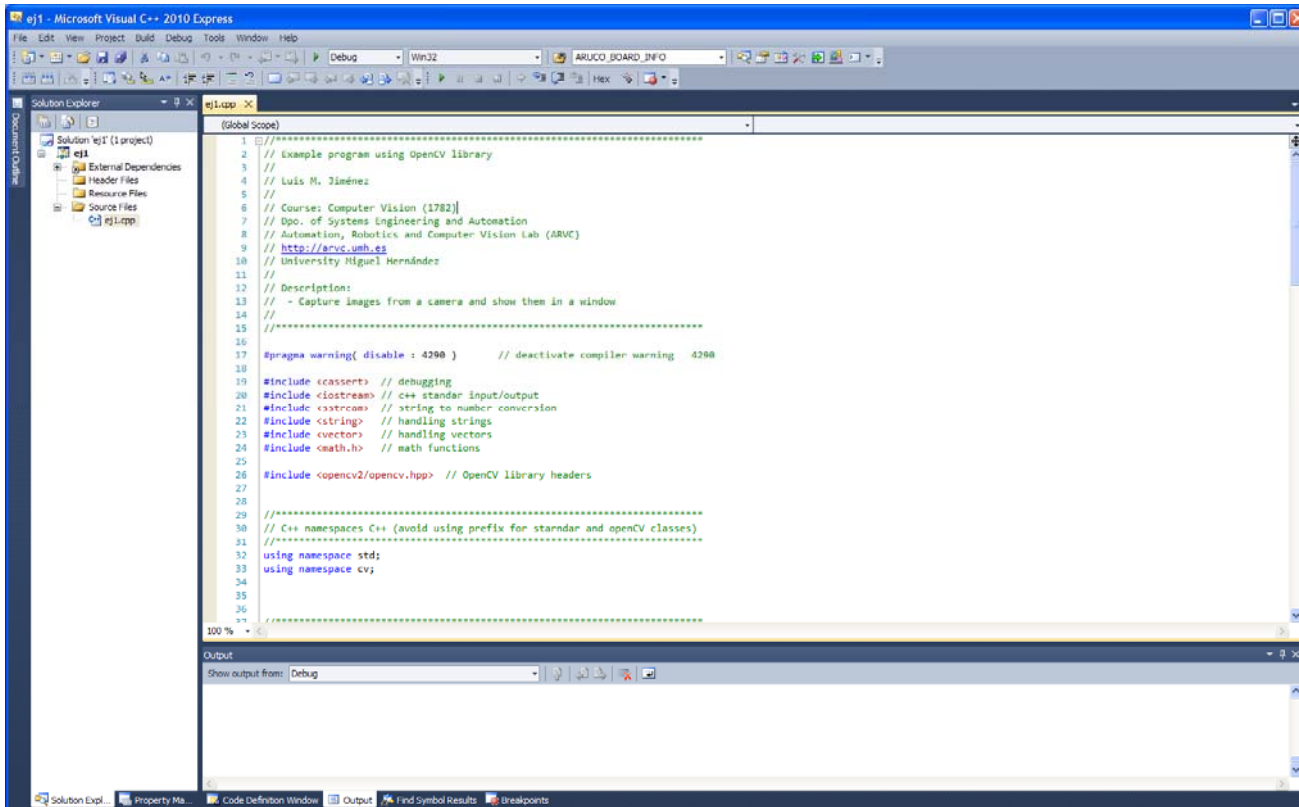 ej1 - Microsoft Visual C++ 2010 Express
File Edit View Project Build Debug Tools Window Help
Debug Win32 ARUCO_BOARD_INFO
Hex
Document Outline
Solution Explorer
Solution 'ej1' (1 project)
ej1
External Dependencies
Header Files
Resource Files
Source Files
ej1.cpp
ej1.cpp
(Global Scope)
1 //*************************************************************************
2 // Example program using OpenCV library
3 //
4 // Luis M. Jiménez
5 //
6 // Course: Computer Vision (1782)
7 // Dpo. of Systems Engineering and Automation
8 // Automation, Robotics and Computer Vision Lab (ARVC)
9 // http://arvc.umh.es
10 // University Miguel Hernández
11 //
12 // Description:
13 // - Capture images from a camera and show them in a window
14 //
15 //*************************************************************************
16
17 #pragma warning( disable : 4290 ) // deactivate compiler warning 4290
18
19 #include <cassert> // debugging
20 #include <iostream> // c++ standar input/output
21 #include <sstream> // string to number conversion
22 #include <string> // handling strings
23 #include <vector> // handling vectors
24 #include <math.h> // math functions
25
26 #include <opencv2/opencv.hpp> // OpenCV library headers
27
28
29 //*************************************************************************
30 // C++ namespaces C++ (avoid using prefix for starndar and openCV classes)
31 //*************************************************************************
32 using namespace std;
33 using namespace cv;
34
35
36
37 //*************************************************************************
100 %
Output
Show output from: Debug
Solution Expl... Property Ma... Code Definition Window Output Find Symbol Results Breakpoints